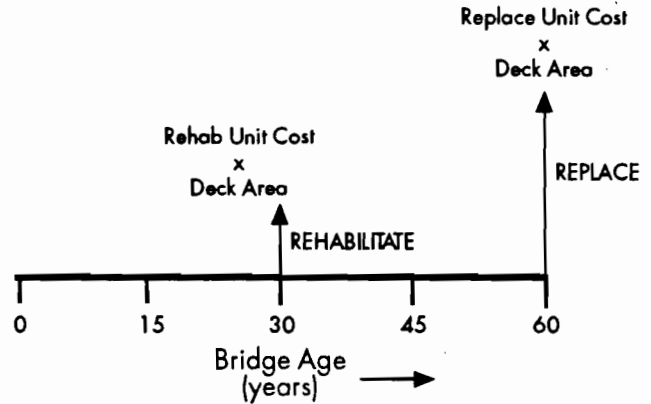 Replace Unit Cost
x
Deck Area
Rehab Unit Cost
x
Deck Area
REPLACE
REHABILITATE
0 15 30 45 60
Bridge Age
(years)